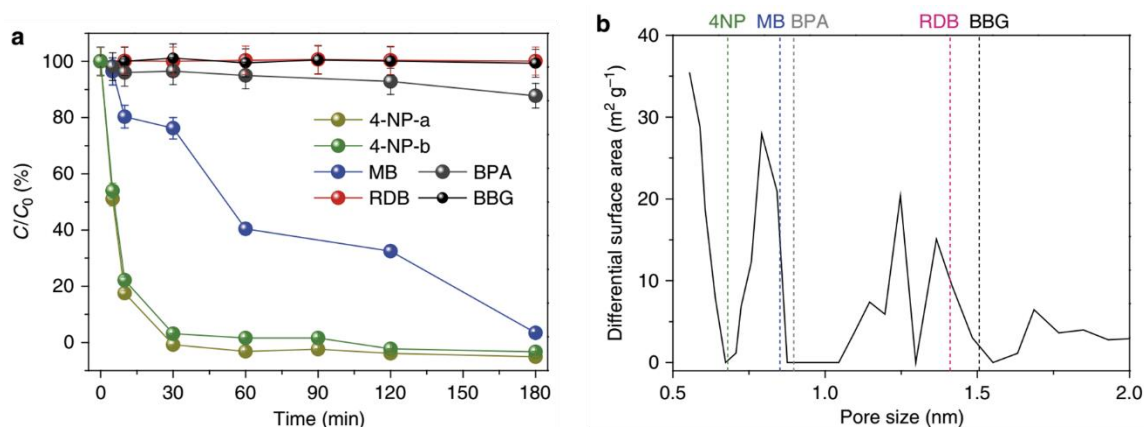 a
C/C0 (%)
100
80
60
40
20
0
4-NP-a
4-NP-b
MB BPA
RDB BBG
0 30 60 90 120 150 180
Time (min)
b
4NP MB BPA RDB BBG
Differential surface area (m² g⁻¹)
40
30
20
10
0
0.5 1.0 1.5 2.0
Pore size (nm)